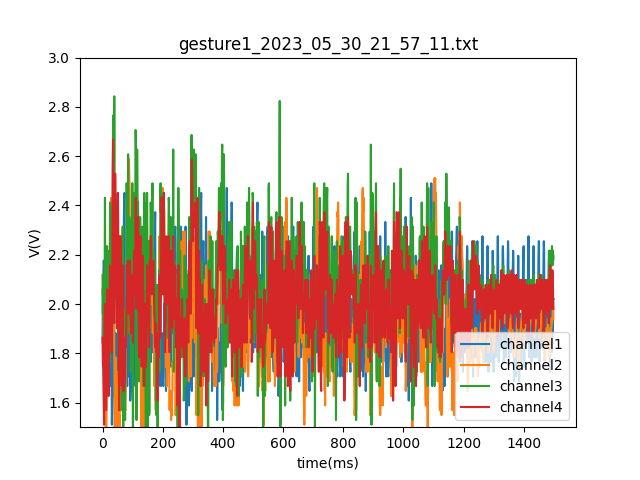 gesture1_2023_05_30_21_57_11.txt
V(V)
3.0
2.8
2.6
2.4
2.2
2.0
1.8
1.6
channel1
channel2
channel3
channel4
0 200 400 600 800 1000 1200 1400
time(ms)